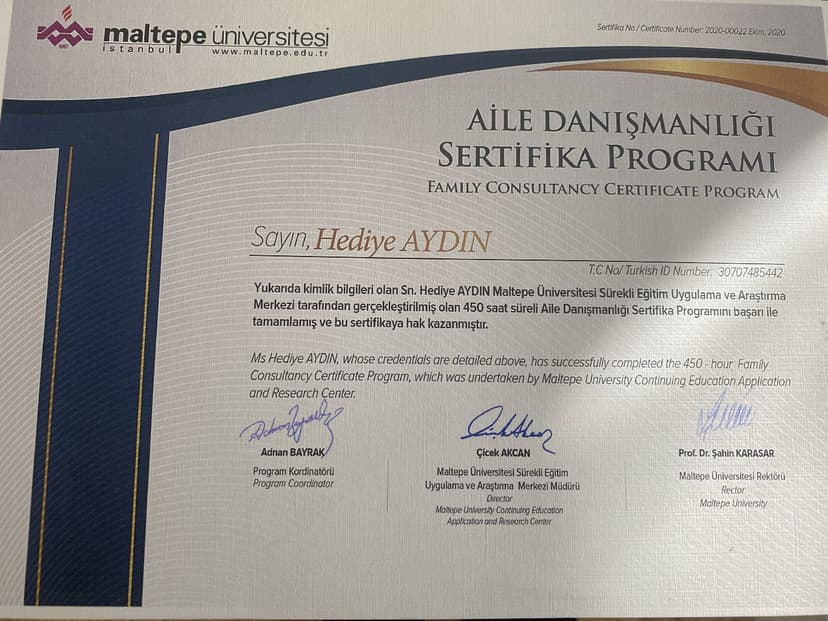 maltepe üniversitesi
istanbul www.maltepe.edu.tr
Sertifika No / Certificate Number: 2020-00022 Ekim, 2020
AİLE DANIŞMANLIĞI
SERTİFİKA PROGRAMI
FAMILY CONSULTANCY CERTIFICATE PROGRAM
Sayın, Hediye AYDIN
T.C No/ Turkish ID Number: 30707485442
Yukarıda kimlik bilgileri olan Sn. Hediye AYDIN Maltepe Üniversitesi Sürekli Eğitim Uygulama ve Araştırma
Merkezi tarafından gerçekleştirilmiş olan 450 saat süreli Aile Danışmanlığı Sertifika Programını başarı ile
tamamlamış ve bu sertifikaya hak kazanmıştır.
Ms Hediye AYDIN, whose credentials are detailed above, has successfully completed the 450 - hour Family
Consultancy Certificate Program, which was undertaken by Maltepe University Continuing Education Application
and Research Center.
Adnan BAYRAK
Program Kordinatörü
Program Coordinator
Çicek AKCAN
Maltepe Üniversitesi Sürekli Eğitim
Uygulama ve Araştırma Merkezi Müdürü
Director
Maltepe University Continuing Education
Application and Research Center
Prof. Dr. Şahin KARASAR
Maltepe Üniversitesi Rektörü
Rector
Maltepe University